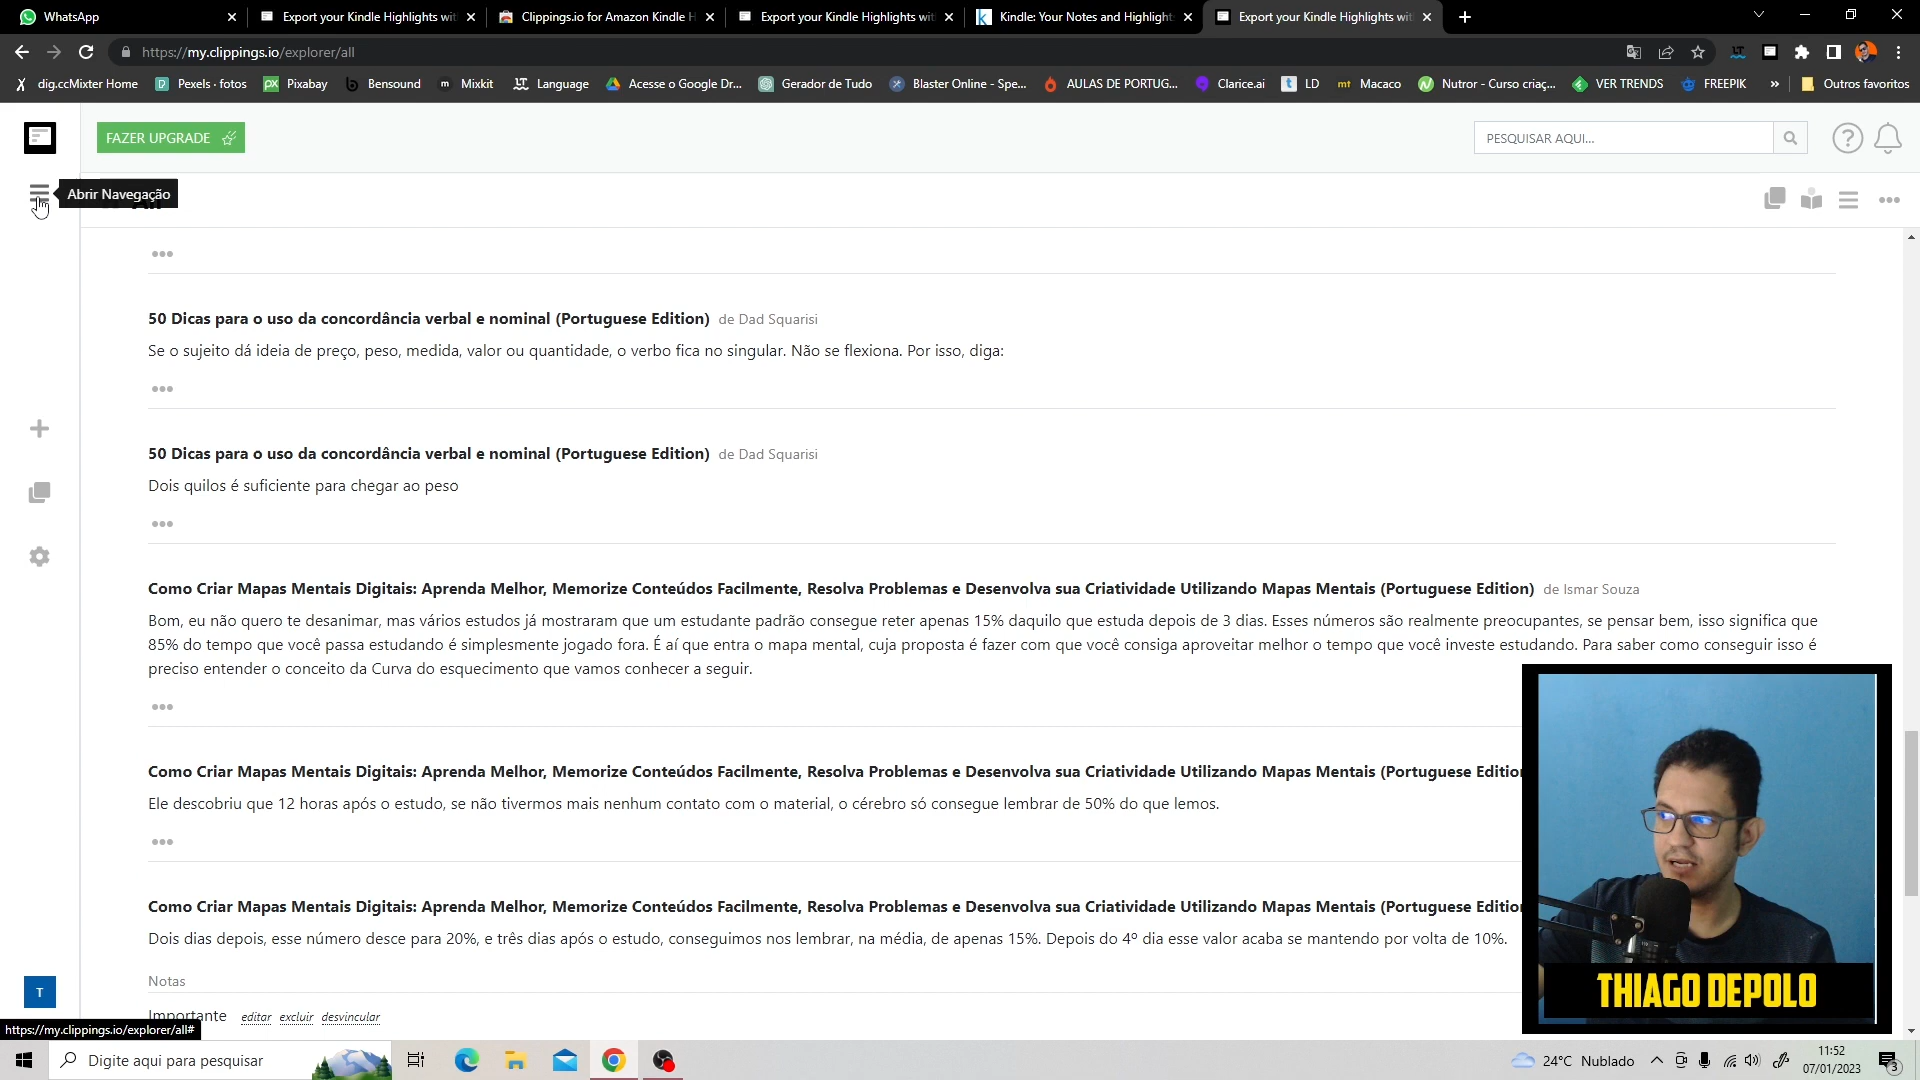 WhatsApp
Export your Kindle Highlights wit
Clippings.io for Amazon Kindle H
Export your Kindle Highlights wit
Kindle: Your Notes and Highlight
Export your Kindle Highlights wit
https://my.clippings.io/explorer/all
dig.ccMixter Home
Pexels · fotos
Pixabay
Bensound
Mixkit
Language
Acesse o Google Dr...
Gerador de Tudo
Blaster Online - Spe...
AULAS DE PORTUG...
Clarice.ai
LD
Macaco
Nutror - Curso criaç...
VER TRENDS
FREEPIK
Outros favoritos
FAZER UPGRADE
PESQUISAR AQUI...
Abrir Navegação
50 Dicas para o uso da concordância verbal e nominal (Portuguese Edition) de Dad Squarisi
Se o sujeito dá ideia de preço, peso, medida, valor ou quantidade, o verbo fica no singular. Não se flexiona. Por isso, diga:
50 Dicas para o uso da concordância verbal e nominal (Portuguese Edition) de Dad Squarisi
Dois quilos é suficiente para chegar ao peso
Como Criar Mapas Mentais Digitais: Aprenda Melhor, Memorize Conteúdos Facilmente, Resolva Problemas e Desenvolva sua Criatividade Utilizando Mapas Mentais (Portuguese Edition) de Ismar Souza
Bom, eu não quero te desanimar, mas vários estudos já mostraram que um estudante padrão consegue reter apenas 15% daquilo que estuda depois de 3 dias. Esses números são realmente preocupantes, se pensar bem, isso significa que
85% do tempo que você passa estudando é simplesmente jogado fora. É aí que entra o mapa mental, cuja proposta é fazer com que você consiga aproveitar melhor o tempo que você investe estudando. Para saber como conseguir isso é
preciso entender o conceito da Curva do esquecimento que vamos conhecer a seguir.
Como Criar Mapas Mentais Digitais: Aprenda Melhor, Memorize Conteúdos Facilmente, Resolva Problemas e Desenvolva sua Criatividade Utilizando Mapas Mentais (Portuguese Edition
Ele descobriu que 12 horas após o estudo, se não tivermos mais nenhum contato com o material, o cérebro só consegue lembrar de 50% do que lemos.
Como Criar Mapas Mentais Digitais: Aprenda Melhor, Memorize Conteúdos Facilmente, Resolva Problemas e Desenvolva sua Criatividade Utilizando Mapas Mentais (Portuguese Edition
Dois dias depois, esse número desce para 20%, e três dias após o estudo, conseguimos nos lembrar, na média, de apenas 15%. Depois do 4º dia esse valor acaba se mantendo por volta de 10%.
Notas
Importante editar excluir desvincular
THIAGO DEPOLO
T
https://my.clippings.io/explorer/all#
Digite aqui para pesquisar
24°C Nublado
11:52
07/01/2023
3